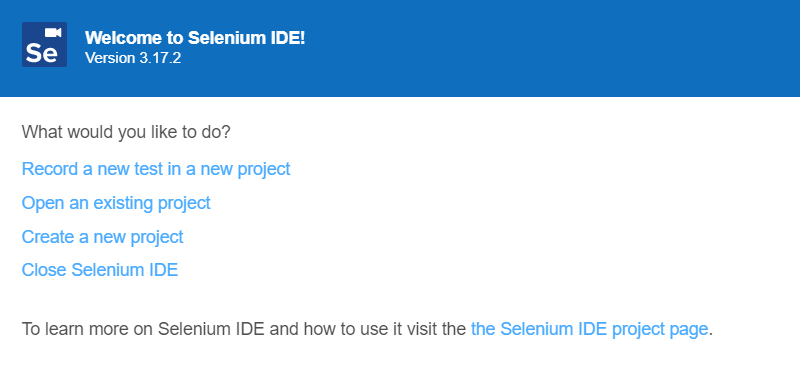 Se
Welcome to Selenium IDE!
Version 3.17.2
What would you like to do?
Record a new test in a new project
Open an existing project
Create a new project
Close Selenium IDE
To learn more on Selenium IDE and how to use it visit the the Selenium IDE project page.